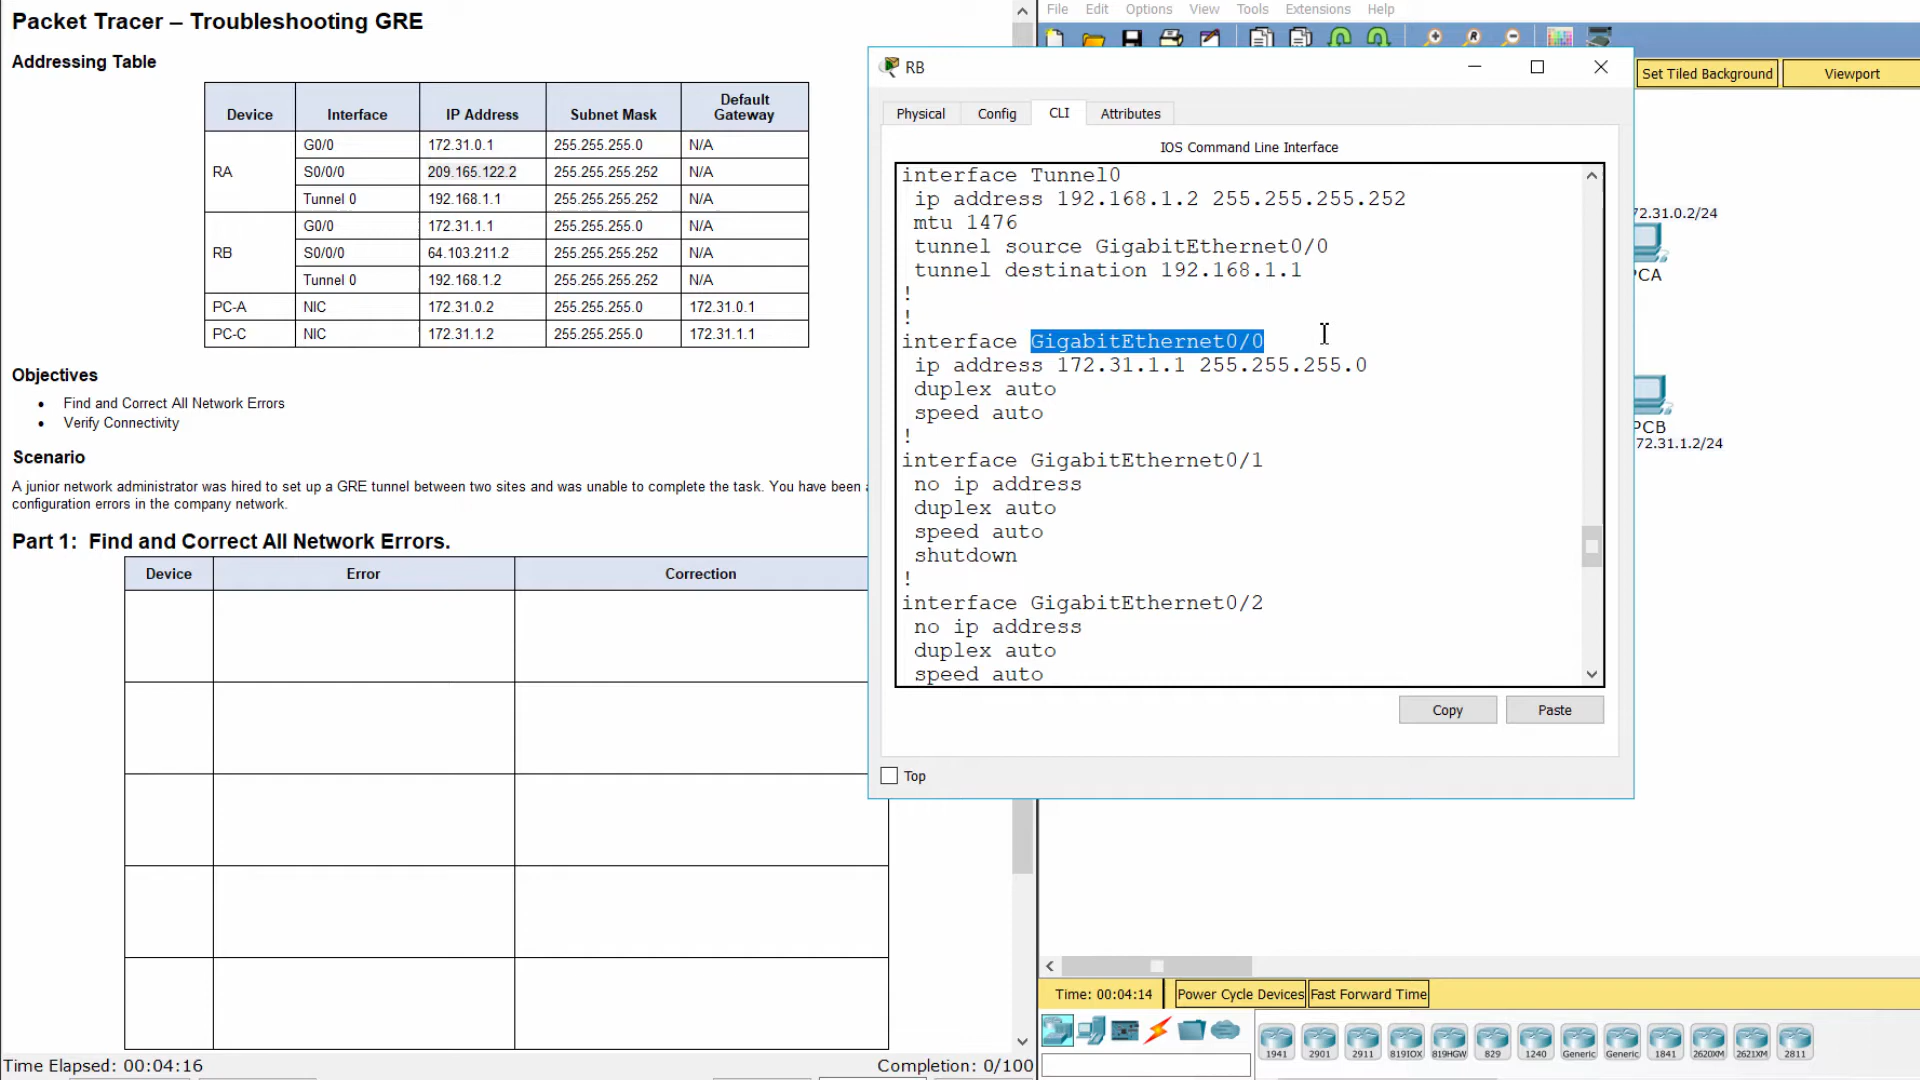 Packet Tracer – Troubleshooting GRE
Addressing Table
Device Interface IP Address Subnet Mask Default Gateway
RA G0/0 172.31.0.1 255.255.255.0 N/A
S0/0/0 209.165.122.2 255.255.255.252 N/A
Tunnel 0 192.168.1.1 255.255.255.252 N/A
RB G0/0 172.31.1.1 255.255.255.0 N/A
S0/0/0 64.103.211.2 255.255.255.252 N/A
Tunnel 0 192.168.1.2 255.255.255.252 N/A
PC-A NIC 172.31.0.2 255.255.255.0 172.31.0.1
PC-C NIC 172.31.1.2 255.255.255.0 172.31.1.1
Objectives
• Find and Correct All Network Errors
• Verify Connectivity
Scenario
A junior network administrator was hired to set up a GRE tunnel between two sites and was unable to complete the task. You have been
configuration errors in the company network.
Part 1: Find and Correct All Network Errors.
Device Error Correction
Time Elapsed: 00:04:16
Completion: 0/100
File Edit Options View Tools Extensions Help
Set Tiled Background
Viewport
RB
Physical Config CLI Attributes
IOS Command Line Interface
interface Tunnel0
ip address 192.168.1.2 255.255.255.252
mtu 1476
tunnel source GigabitEthernet0/0
tunnel destination 192.168.1.1
!
!
interface GigabitEthernet0/0
ip address 172.31.1.1 255.255.255.0
duplex auto
speed auto
!
interface GigabitEthernet0/1
no ip address
duplex auto
speed auto
shutdown
!
interface GigabitEthernet0/2
no ip address
duplex auto
speed auto
Copy
Paste
Top
72.31.0.2/24
CA
PCB
72.31.1.2/24
Time: 00:04:14
Power Cycle Devices
Fast Forward Time
1941 2901 2911 819IOX 819HGW 829 1240 Generic Generic 1841 2620XM 2621XM 2811